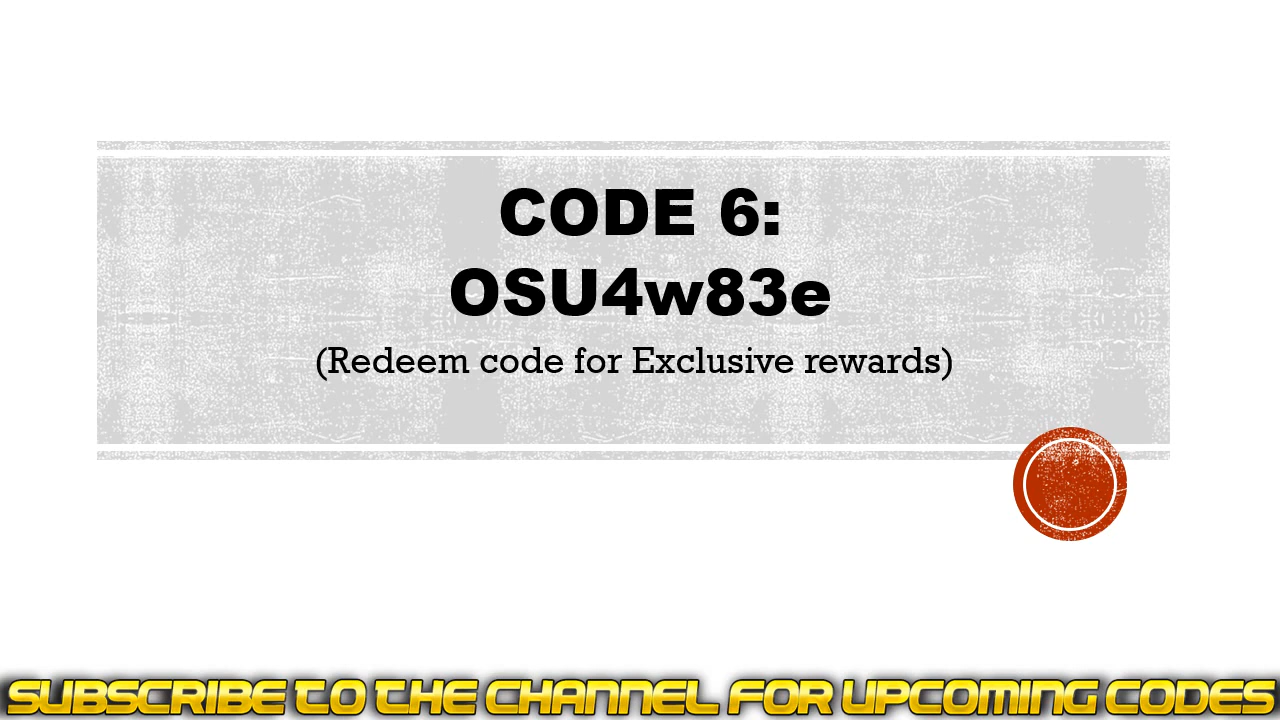 CODE 6:
OSU4w83e
(Redeem code for Exclusive rewards)
SUBSCRIBE TO THE CHANNEL FOR UPCOMING CODES